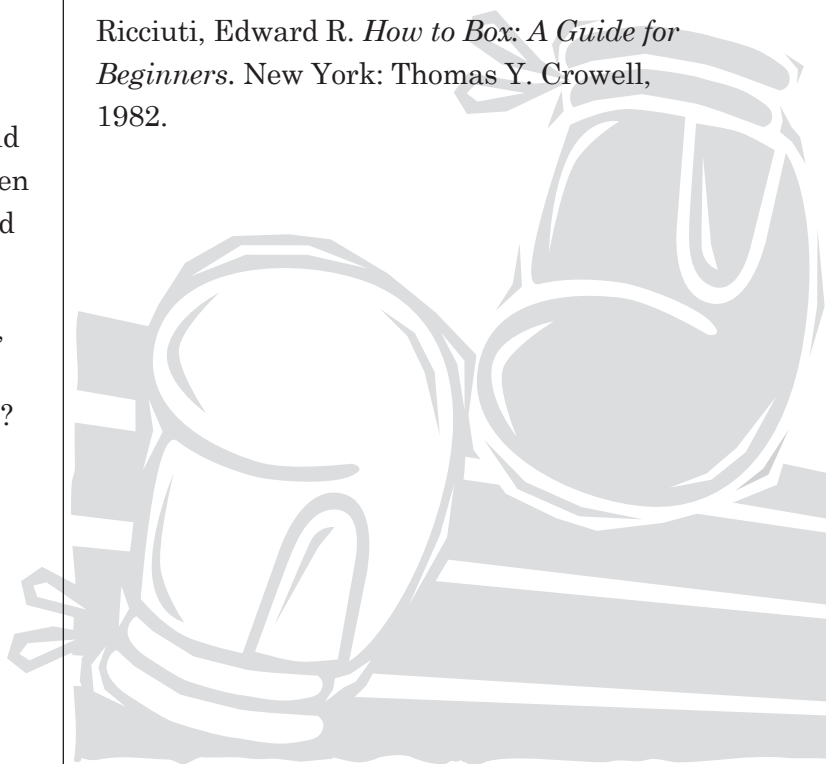 Ricciuti, Edward R. How to Box: A Guide for
Beginners. New York: Thomas Y. Crowell,
1982.
?